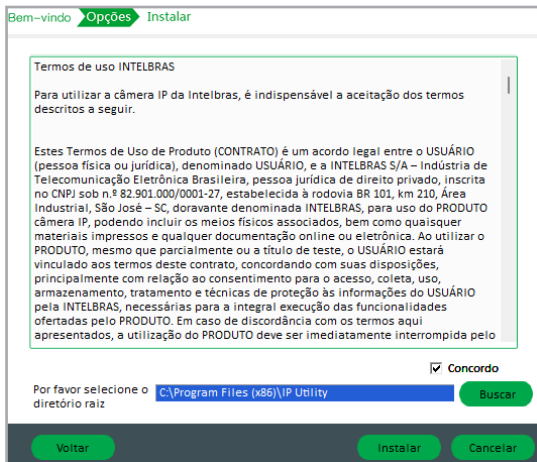 Bem-vindo Opções Instalar
Termos de uso INTELBRAS
Para utilizar a câmera IP da Intelbras, é indispensável a aceitação dos termos
descritos a seguir.
Estes Termos de Uso de Produto (CONTRATO) é um acordo legal entre o USUÁRIO
(pessoa física ou jurídica), denominado USUÁRIO, e a INTELBRAS S/A – Indústria de
Telecomunicação Eletrônica Brasileira, pessoa jurídica de direito privado, inscrita
no CNPJ sob n.º 82.901.000/0001-27, estabelecida à rodovia BR 101, km 210, Área
Industrial, São José – SC, doravante denominada INTELBRAS, para uso do PRODUTO
câmera IP, podendo incluir os meios físicos associados, bem como quaisquer
materiais impressos e qualquer documentação online ou eletrônica. Ao utilizar o
PRODUTO, mesmo que parcialmente ou a título de teste, o USUÁRIO estará
vinculado aos termos deste contrato, concordando com suas disposições,
principalmente com relação ao consentimento para o acesso, coleta, uso,
armazenamento, tratamento e técnicas de proteção às informações do USUÁRIO
pela INTELBRAS, necessárias para a integral execução das funcionalidades
ofertadas pelo PRODUTO. Em caso de discordância com os termos aqui
apresentados, a utilização do PRODUTO deve ser imediatamente interrompida pelo
Concordo
Por favor selecione o
diretório raiz
C:\Program Files (x86)\IP Utility
Buscar
Voltar Instalar Cancelar